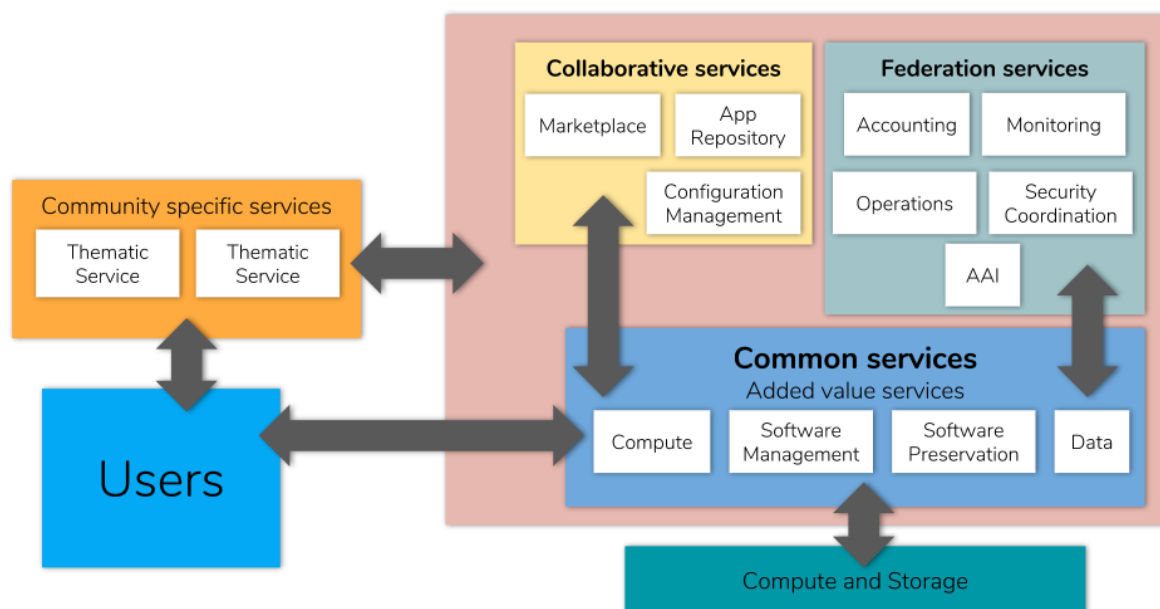 Collaborative services
Marketplace
App
Repository
Configuration
Management
Federation services
Accounting
Monitoring
Operations
Security
Coordination
AAI
Community specific services
Thematic
Service
Thematic
Service
Users
Common services
Added value services
Compute
Software
Management
Software
Preservation
Data
Compute and Storage